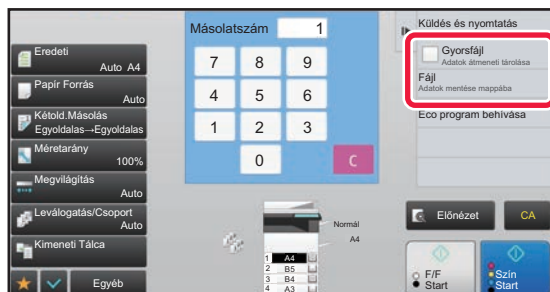 Másolatszám 1
Küldés és nyomtatás
Eredeti
Auto A4
Papír Forrás
Auto
Kétold.Másolás
Egyoldalas→Egyoldalas
Méretarány
100%
Megvilágítás
Auto
Leválogatás/Csoport
Auto
Kimeneti Tálca
Egyéb
7 8 9
4 5 6
1 2 3
0 C
Normál
A4
1 A4
2 B5
3 B4
4 A3
Gyorsfájl
Adatok átmeneti tárolása
Fájl
Adatok mentése mappába
Eco program behívása
Előnézet CA
F/F
Start
Szín
Start